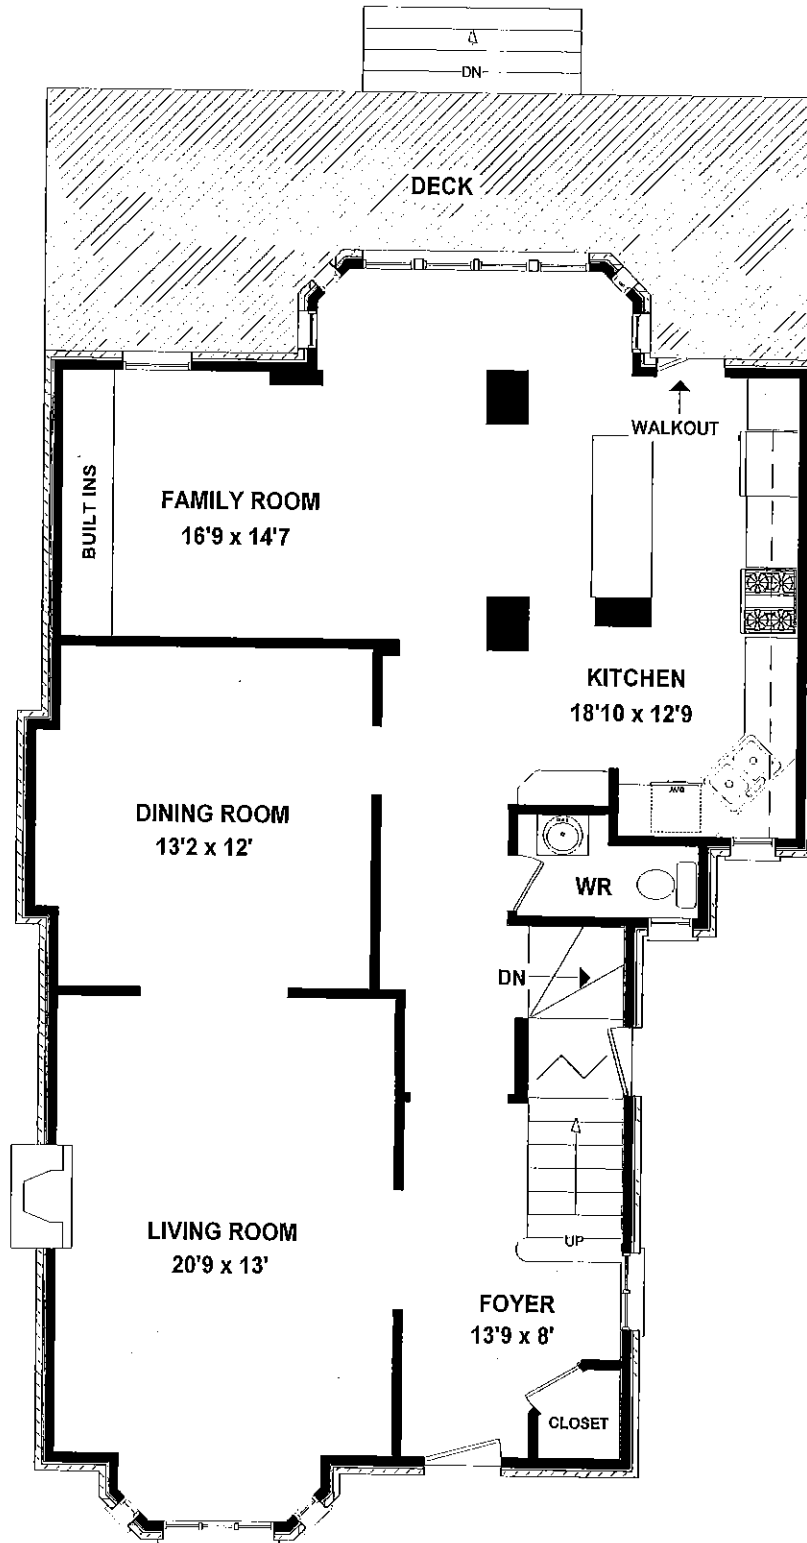 DN
DECK
WALKOUT
BUILT INS
FAMILY ROOM
16'9 x 14'7
KITCHEN
18'10 x 12'9
DW
DINING ROOM
13'2 x 12'
WR
DN
LIVING ROOM
20'9 x 13'
UP
FOYER
13'9 x 8'
CLOSET